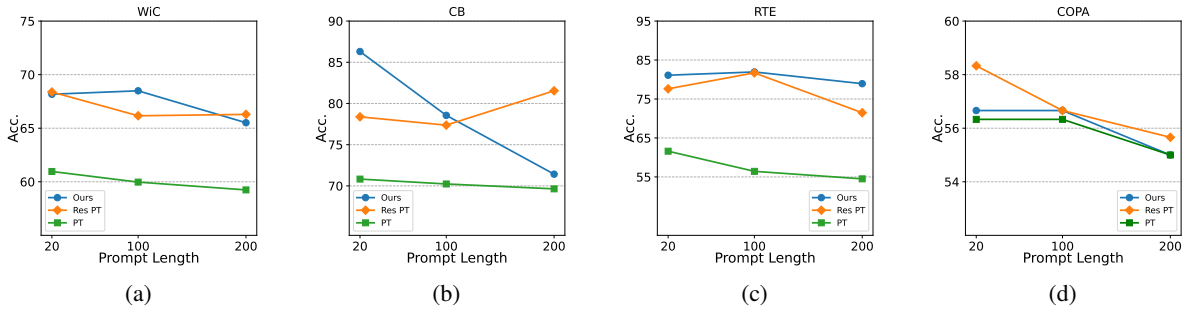 WiC
75
70
65
60
Acc.
Ours
Res PT
PT
20 100 200
Prompt Length
(a)
CB
90
85
80
75
70
Acc.
Ours
Res PT
PT
20 100 200
Prompt Length
(b)
RTE
95
85
75
65
55
Acc.
Ours
Res PT
PT
20 100 200
Prompt Length
(c)
COPA
60
58
56
54
Acc.
Ours
Res PT
PT
20 100 200
Prompt Length
(d)